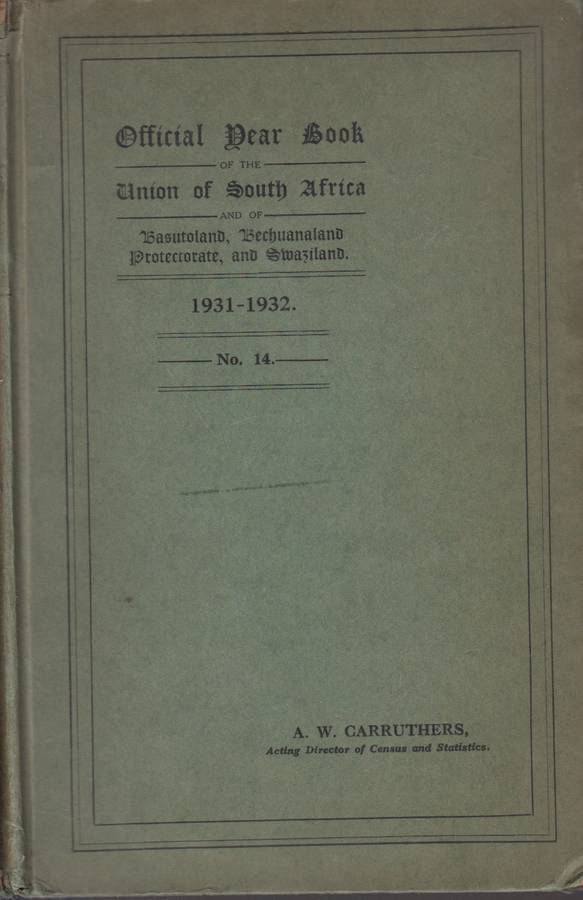 Official Year Book
OF THE
Union of South Africa
AND OF
Basutoland, Bechuanaland
Protectorate, and Swaziland.
1931-1932.
No. 14.
A. W. CARRUTHERS,
Acting Director of Census and Statistics.